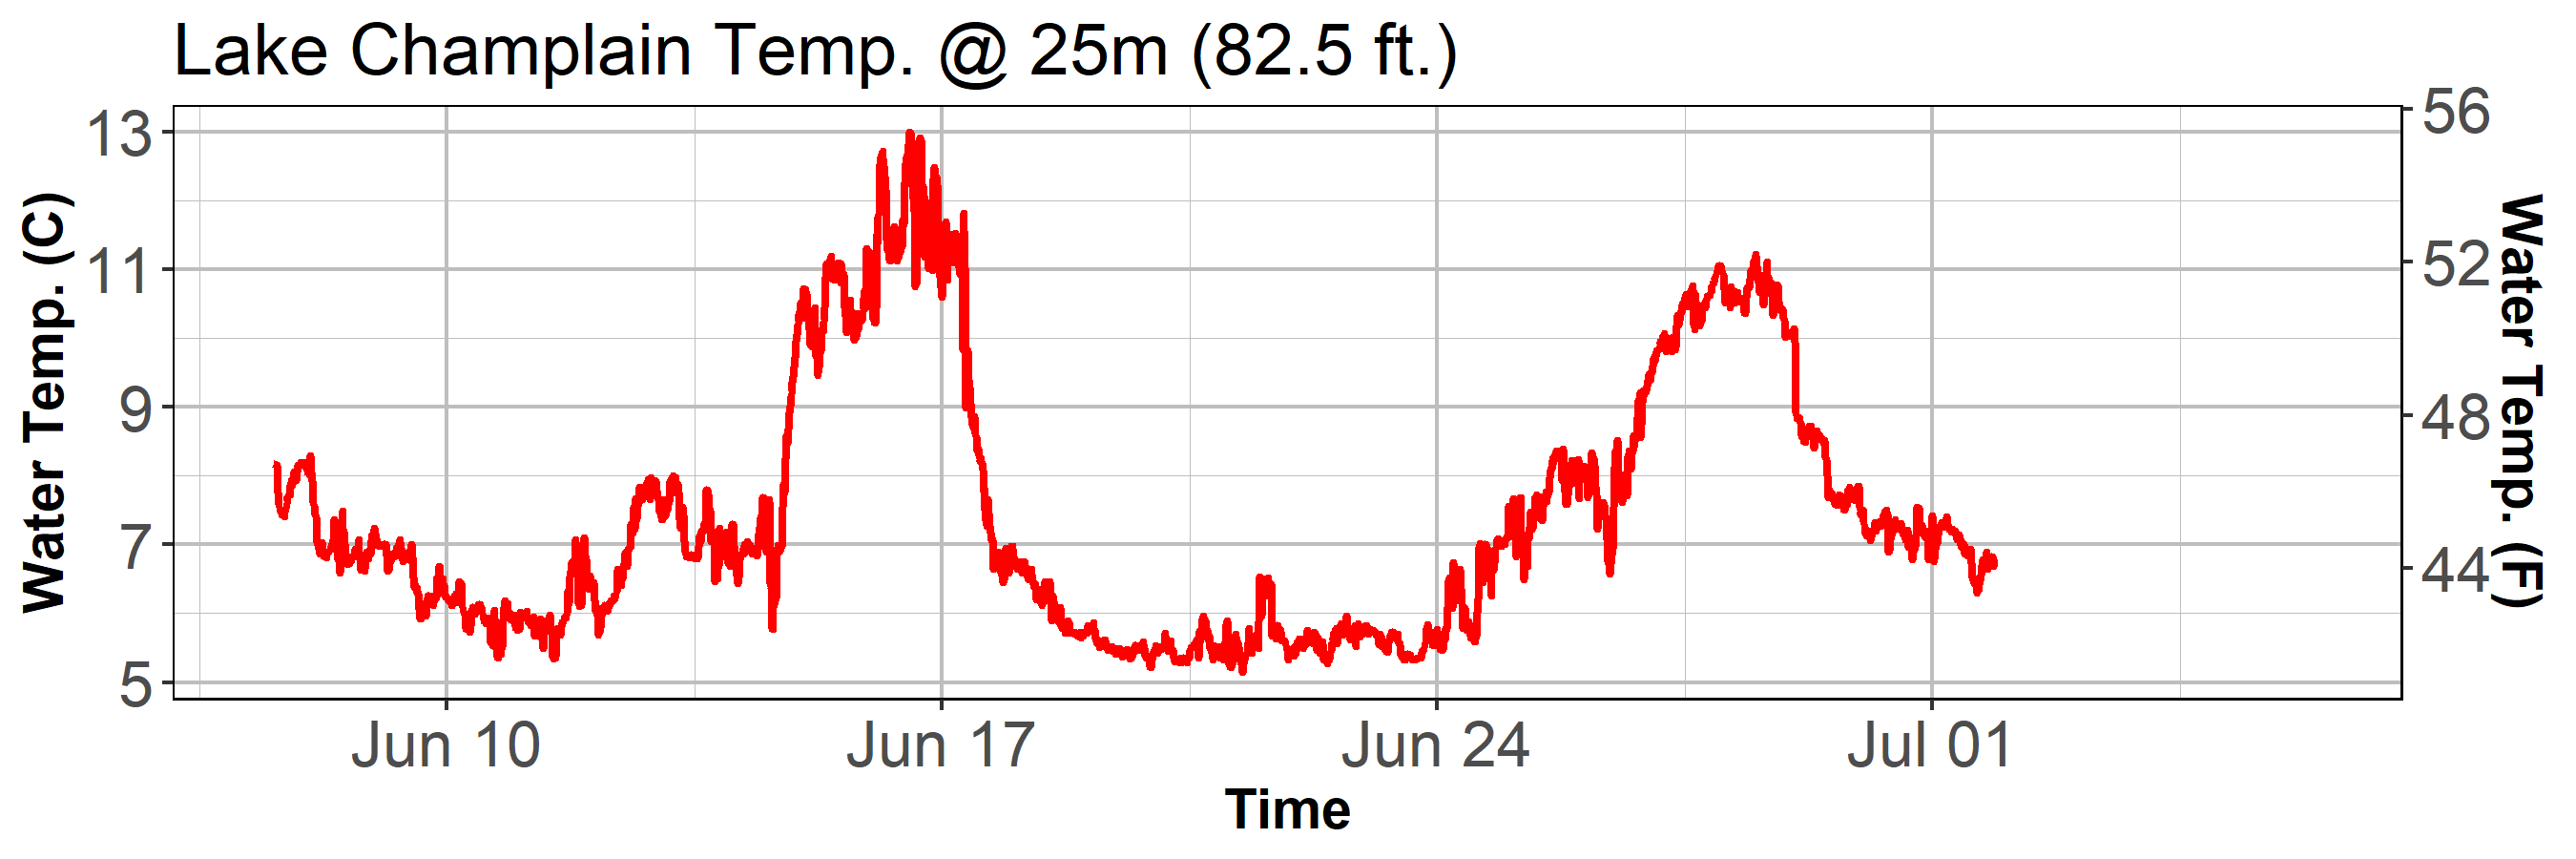 Lake Champlain Temp. @ 25m (82.5 ft.)
Water Temp. (C)
13
11
9
7
5
56
52
48
44
Water Temp. (F)
Jun 10 Jun 17 Jun 24 Jul 01
Time